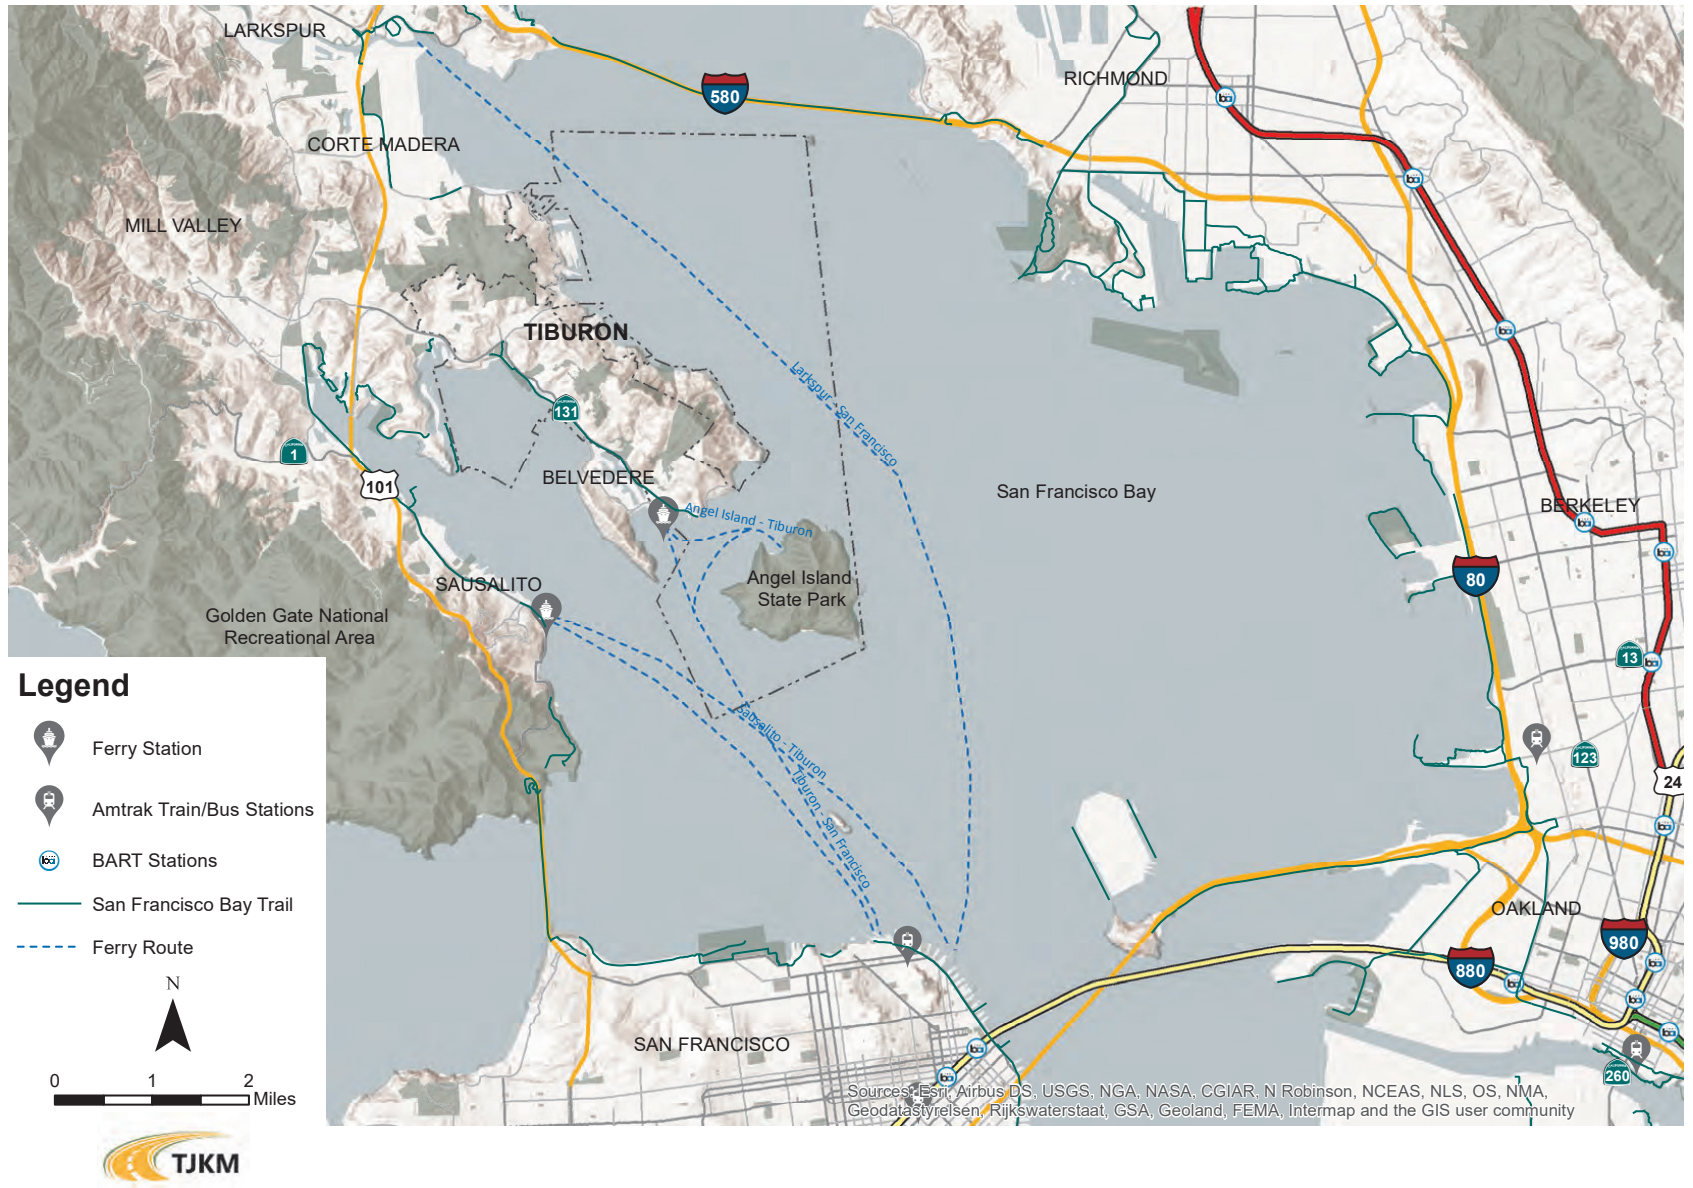 LARKSPUR
580
RICHMOND
CORTE MADERA
MILL VALLEY
TIBURON
Larkspur - San Francisco
131
1
101
BELVEDERE
San Francisco Bay
BERKELEY
Angel Island - Tiburon
80
SAUSALITO
Angel Island
State Park
Golden Gate National
Recreational Area
13
Sausalito - Tiburon
Tiburon - San Francisco
123
24
OAKLAND
980
880
SAN FRANCISCO
260
Legend
Ferry Station
Amtrak Train/Bus Stations
BART Stations
San Francisco Bay Trail
Ferry Route
N
0 1 2
Miles
Sources: Esri, Airbus DS, USGS, NGA, NASA, CGIAR, N Robinson, NCEAS, NLS, OS, NMA,
Geodatastyrelsen, Rijkswaterstaat, GSA, Geoland, FEMA, Intermap and the GIS user community
TJKM